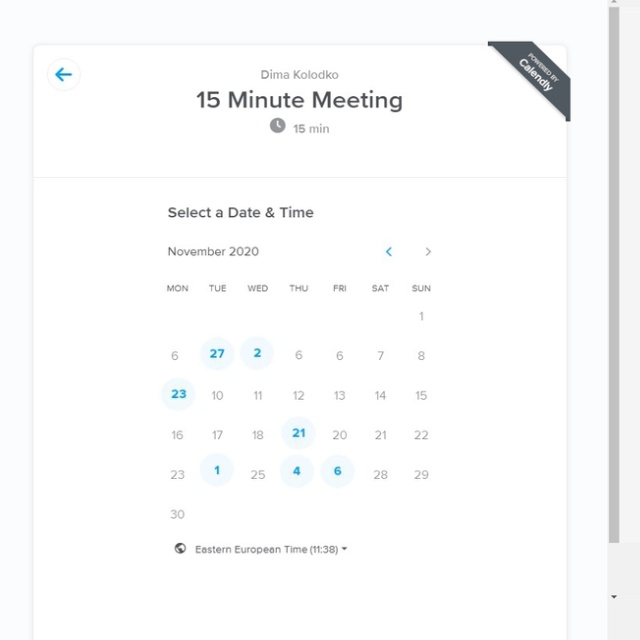 POWERED BY
Calendly
Dima Kolodko
15 Minute Meeting
15 min
Select a Date & Time
November 2020
MON TUE WED THU FRI SAT SUN
1
6 27 2 6 6 7 8
23 10 11 12 13 14 15
16 17 18 21 20 21 22
23 1 25 4 6 28 29
30
Eastern European Time (11:38)